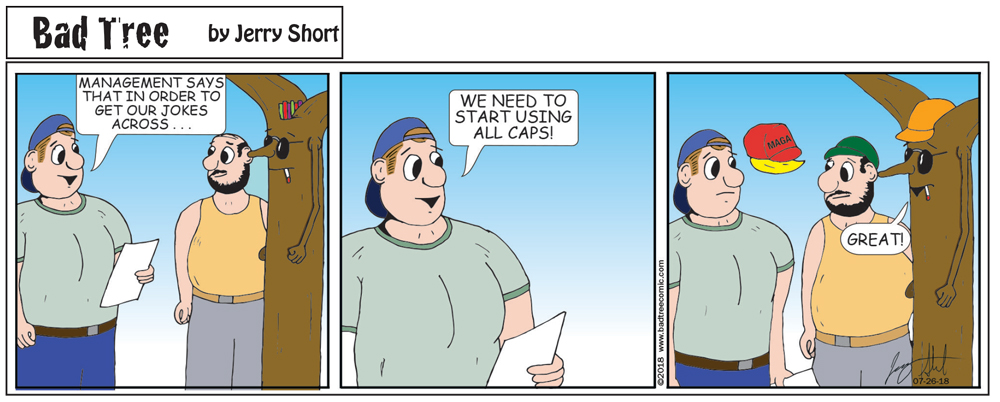 Bad Tree by Jerry Short
MANAGEMENT SAYS
THAT IN ORDER TO
GET OUR JOKES
ACROSS . . .
WE NEED TO
START USING
ALL CAPS!
MAGA
GREAT!
©2018 www.badtreecomic.com
07-26-18